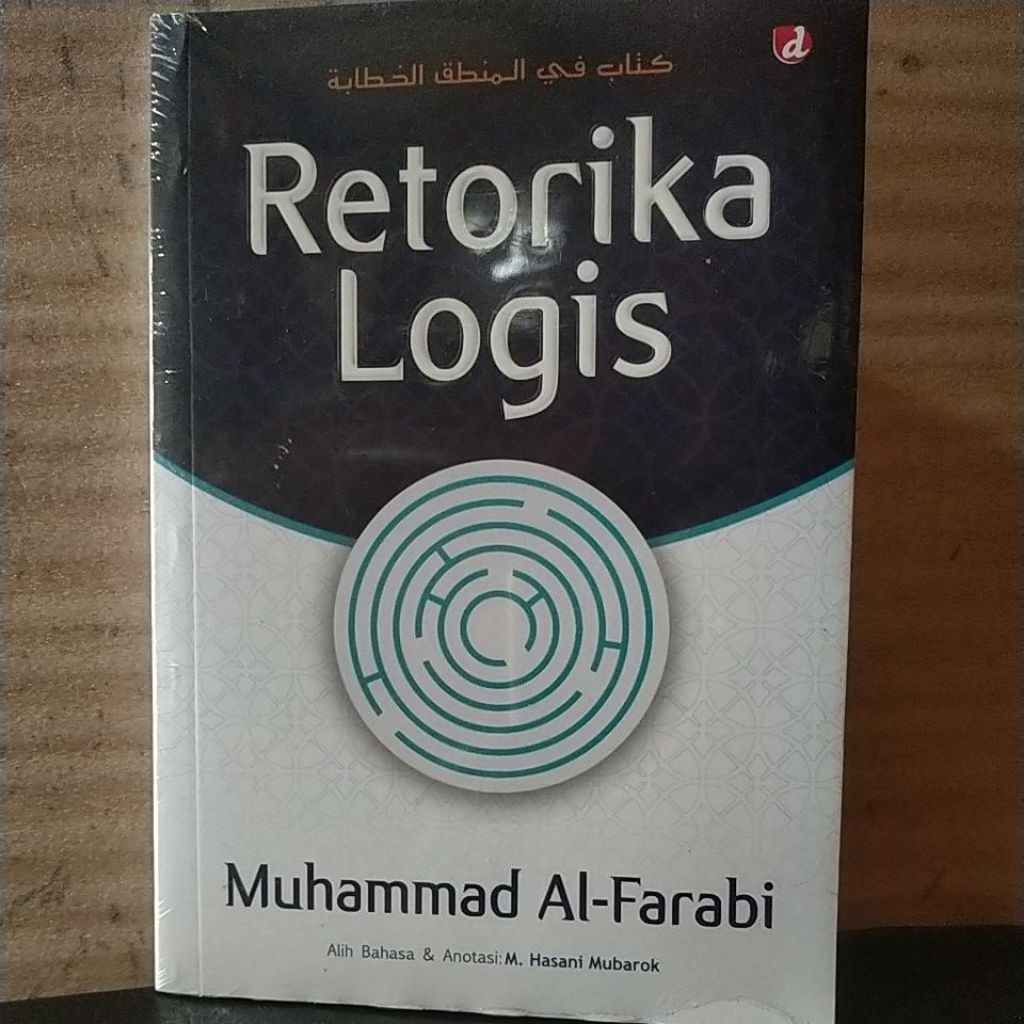 كتاب في المنطق الخطابة
d
Retorika
Logis
Muhammad Al-Farabi
Alih Bahasa & Anotasi: M. Hasani Mubarok